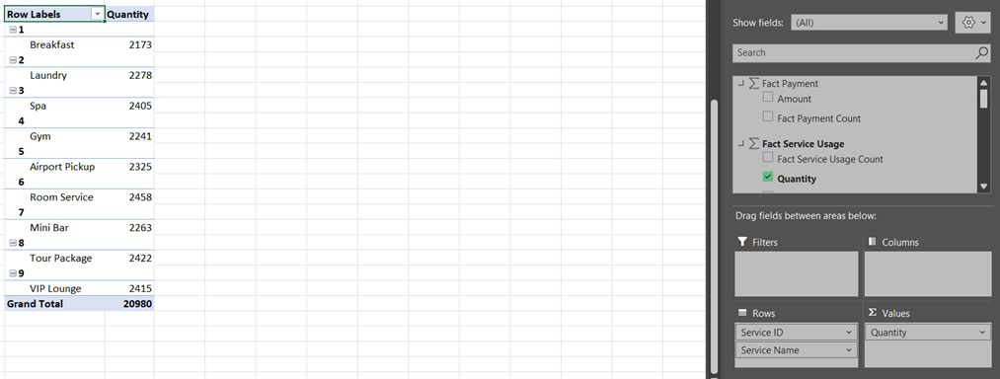 Row Labels Quantity
1
Breakfast 2173
2
Laundry 2278
3
Spa 2405
4
Gym 2241
5
Airport Pickup 2325
6
Room Service 2458
7
Mini Bar 2263
8
Tour Package 2422
9
VIP Lounge 2415
Grand Total 20980
Show fields: (All)
Search
Fact Payment
Amount
Fact Payment Count
Fact Service Usage
Fact Service Usage Count
Quantity
Drag fields between areas below:
Filters Columns
Rows Σ Values
Service ID Quantity
Service Name